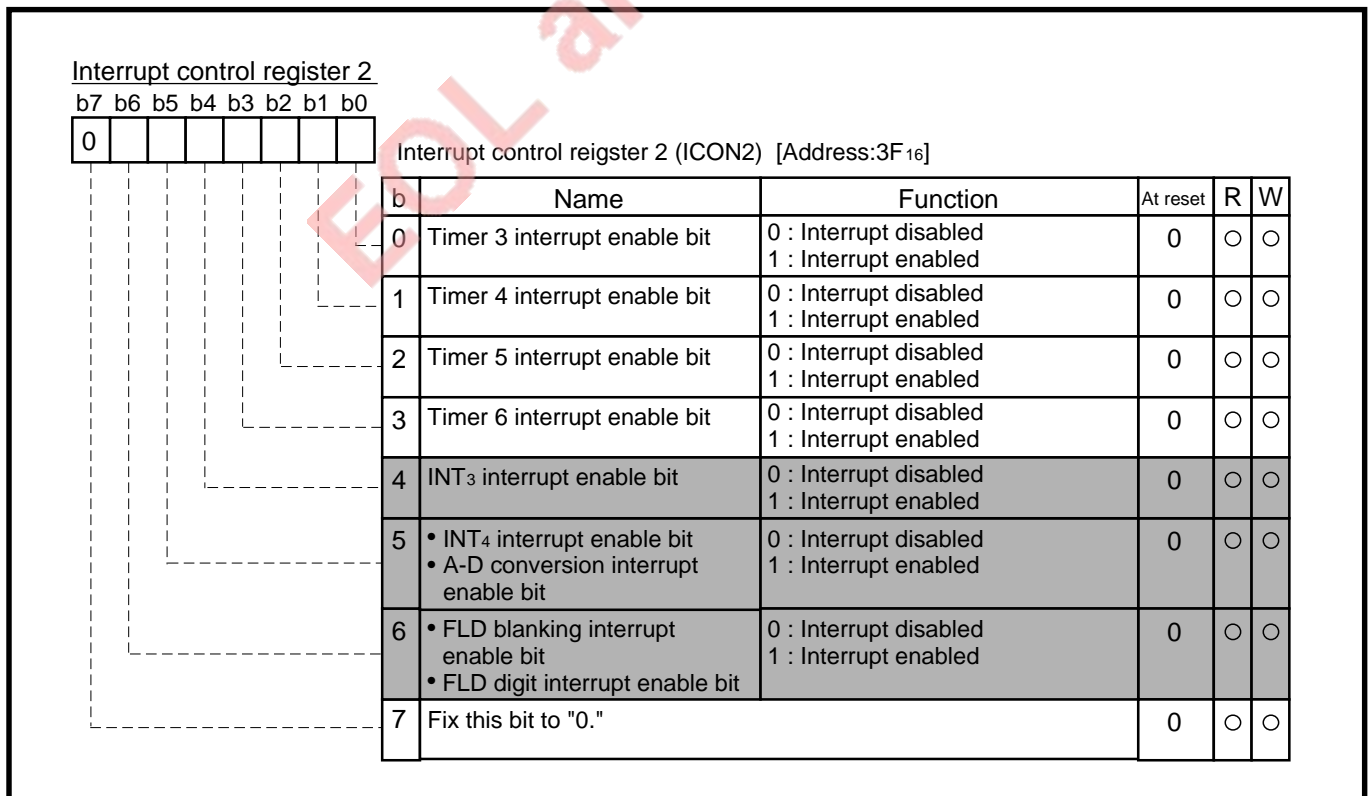 Interrupt control register 2
b7 b6 b5 b4 b3 b2 b1 b0
0
Interrupt control reigster 2 (ICON2) [Address:3F16]
b Name Function At reset R W
0 Timer 3 interrupt enable bit 0 : Interrupt disabled 0 ○ ○
1 : Interrupt enabled
1 Timer 4 interrupt enable bit 0 : Interrupt disabled 0 ○ ○
1 : Interrupt enabled
2 Timer 5 interrupt enable bit 0 : Interrupt disabled 0 ○ ○
1 : Interrupt enabled
3 Timer 6 interrupt enable bit 0 : Interrupt disabled 0 ○ ○
1 : Interrupt enabled
4 INT3 interrupt enable bit 0 : Interrupt disabled 0 ○ ○
1 : Interrupt enabled
5 • INT4 interrupt enable bit 0 : Interrupt disabled 0 ○ ○
• A-D conversion interrupt 1 : Interrupt enabled
enable bit
6 • FLD blanking interrupt 0 : Interrupt disabled 0 ○ ○
enable bit 1 : Interrupt enabled
• FLD digit interrupt enable bit
7 Fix this bit to "0." 0 ○ ○
EOL